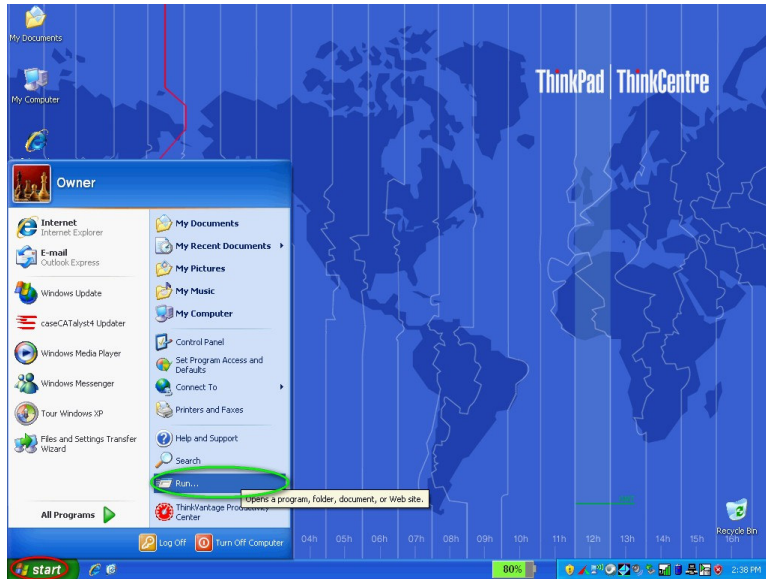 My Documents
My Computer
ThinkPad | ThinkCentre
Owner
Internet
Internet Explorer
E-mail
Outlook Express
Windows Update
caseCATalyst4 Updater
Windows Media Player
Windows Messenger
Tour Windows XP
Files and Settings Transfer
Wizard
All Programs
My Documents
My Recent Documents
My Pictures
My Music
My Computer
Control Panel
Set Program Access and
Defaults
Connect To
Printers and Faxes
Help and Support
Search
Run...
Opens a program, folder, document, or Web site.
ThinkVantage Productivity
Center
Log Off
Turn Off Computer
04h 05h 06h 07h 08h 09h 10h 11h 12h 13h 14h 15h 16h
Recycle Bin
start
80%
2:38 PM